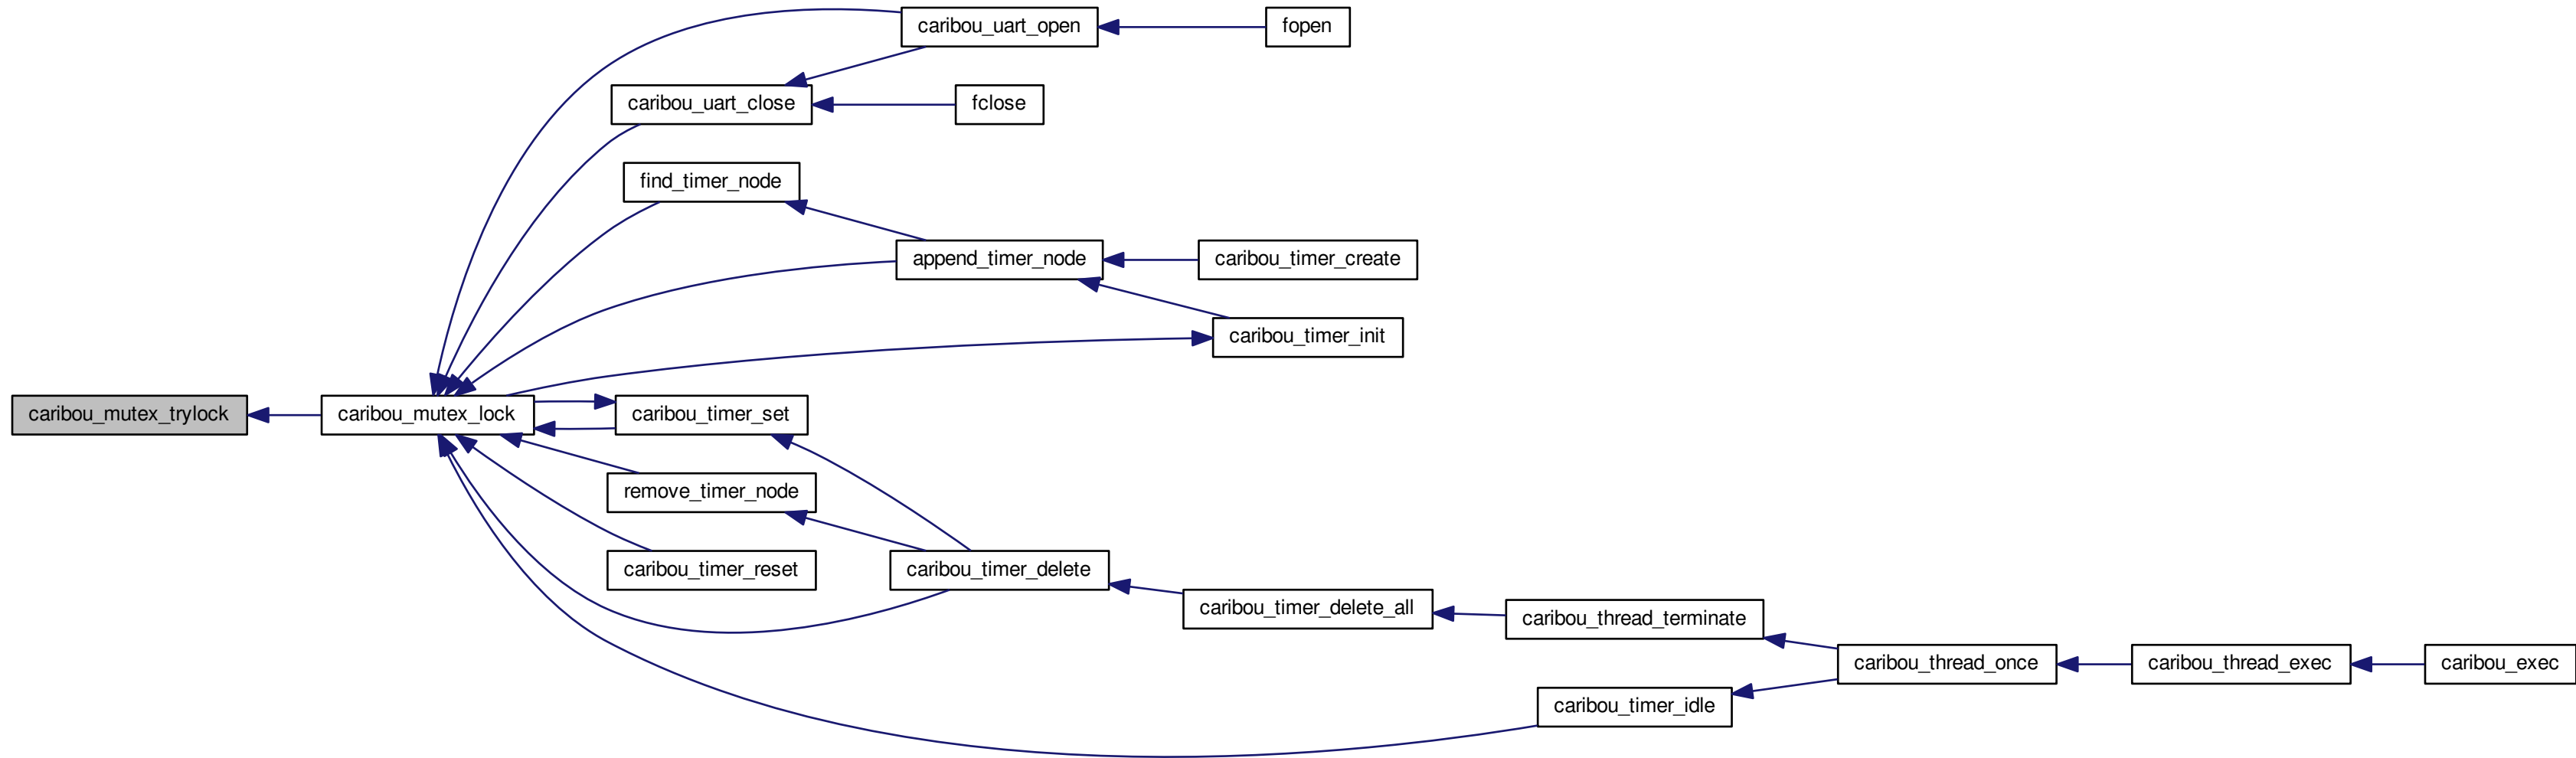 caribou_uart_open
fopen
caribou_uart_close
fclose
find_timer_node
append_timer_node
caribou_timer_create
caribou_timer_init
caribou_mutex_trylock
caribou_mutex_lock
caribou_timer_set
remove_timer_node
caribou_timer_reset
caribou_timer_delete
caribou_timer_delete_all
caribou_thread_terminate
caribou_thread_once
caribou_thread_exec
caribou_exec
caribou_timer_idle